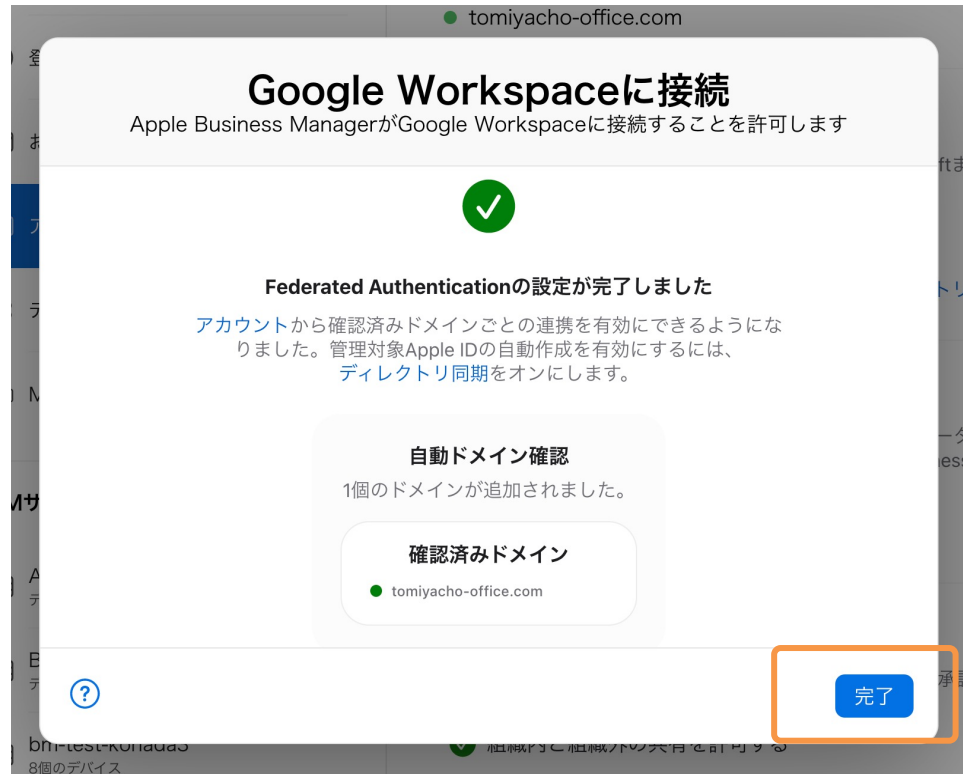 tomiyacho-office.com
Google Workspaceに接続
Apple Business ManagerがGoogle Workspaceに接続することを許可します
Federated Authenticationの設定が完了しました
アカウントから確認済みドメインごとの連携を有効にできるようにな
りました。管理対象Apple IDの自動作成を有効にするには、
ディレクトリ同期をオンにします。
自動ドメイン確認
1個のドメインが追加されました。
確認済みドメイン
tomiyacho-office.com
?
完了
8個のデバイス